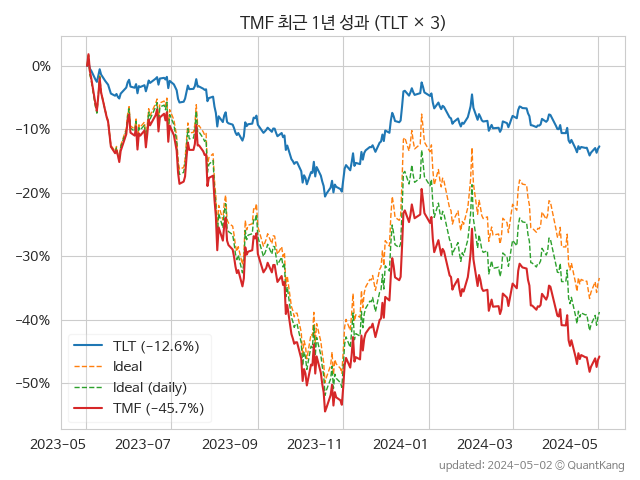 TMF 최근 1년 성과 (TLT × 3)
0%
−10%
−20%
−30%
−40%
−50%
TLT (−12.6%)
Ideal
Ideal (daily)
TMF (−45.7%)
2023−05
2023−07
2023−09
2023−11
2024−01
2024−03
2024−05
updated: 2024-05-02 © QuantKang